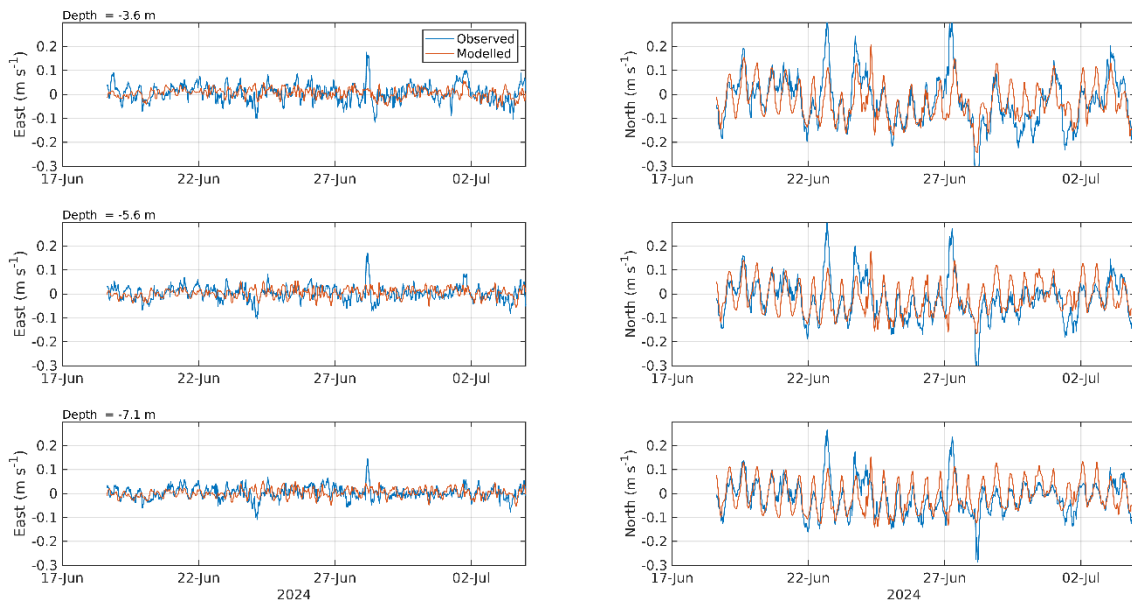 Depth = -3.6 m
Observed
Modelled
0.2
0.1
0
-0.1
-0.2
-0.3
East (m s-1)
17-Jun 22-Jun 27-Jun 02-Jul
0.2
0.1
0
-0.1
-0.2
-0.3
North (m s-1)
17-Jun 22-Jun 27-Jun 02-Jul
Depth = -5.6 m
0.2
0.1
0
-0.1
-0.2
-0.3
East (m s-1)
17-Jun 22-Jun 27-Jun 02-Jul
0.2
0.1
0
-0.1
-0.2
-0.3
North (m s-1)
17-Jun 22-Jun 27-Jun 02-Jul
Depth = -7.1 m
0.2
0.1
0
-0.1
-0.2
-0.3
East (m s-1)
17-Jun 22-Jun 27-Jun 02-Jul
2024
0.2
0.1
0
-0.1
-0.2
-0.3
North (m s-1)
17-Jun 22-Jun 27-Jun 02-Jul
2024